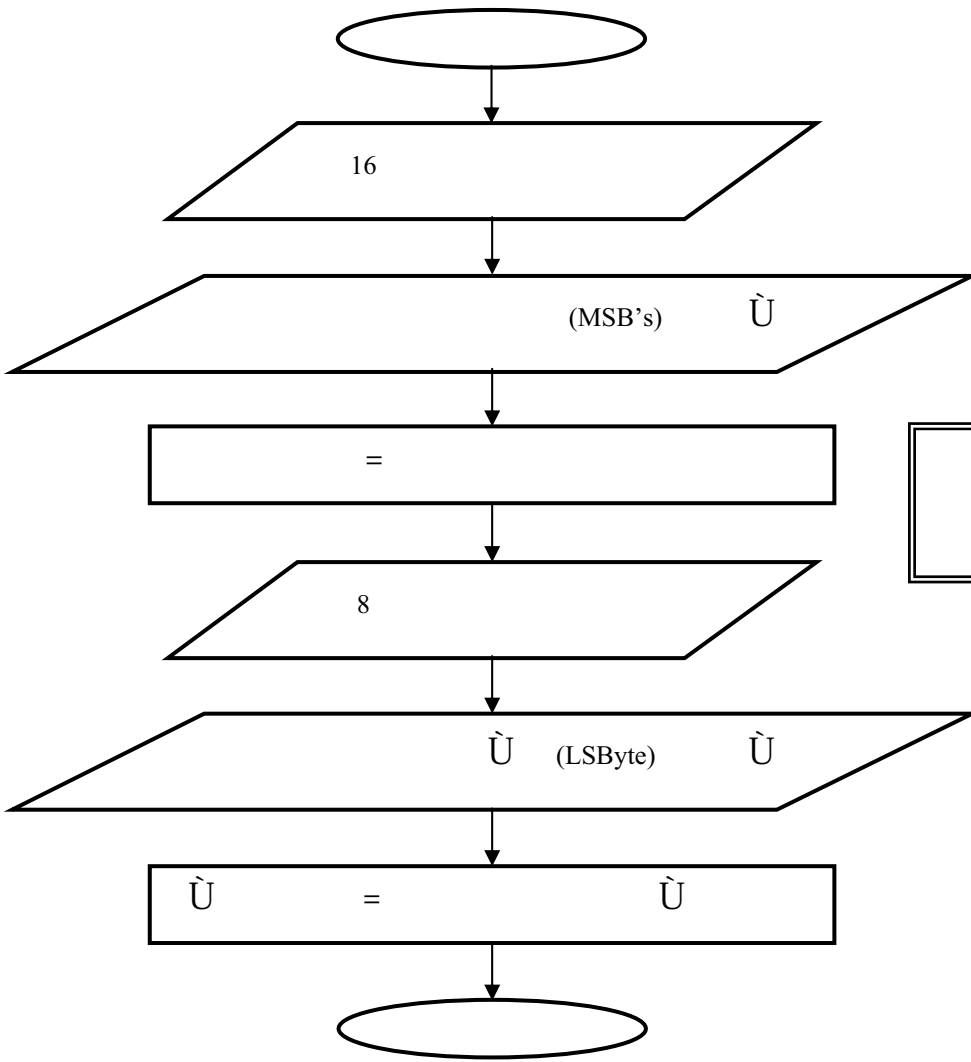 16
(MSB’s) Ù
=
8
Ù (LSByte) Ù
Ù = Ù